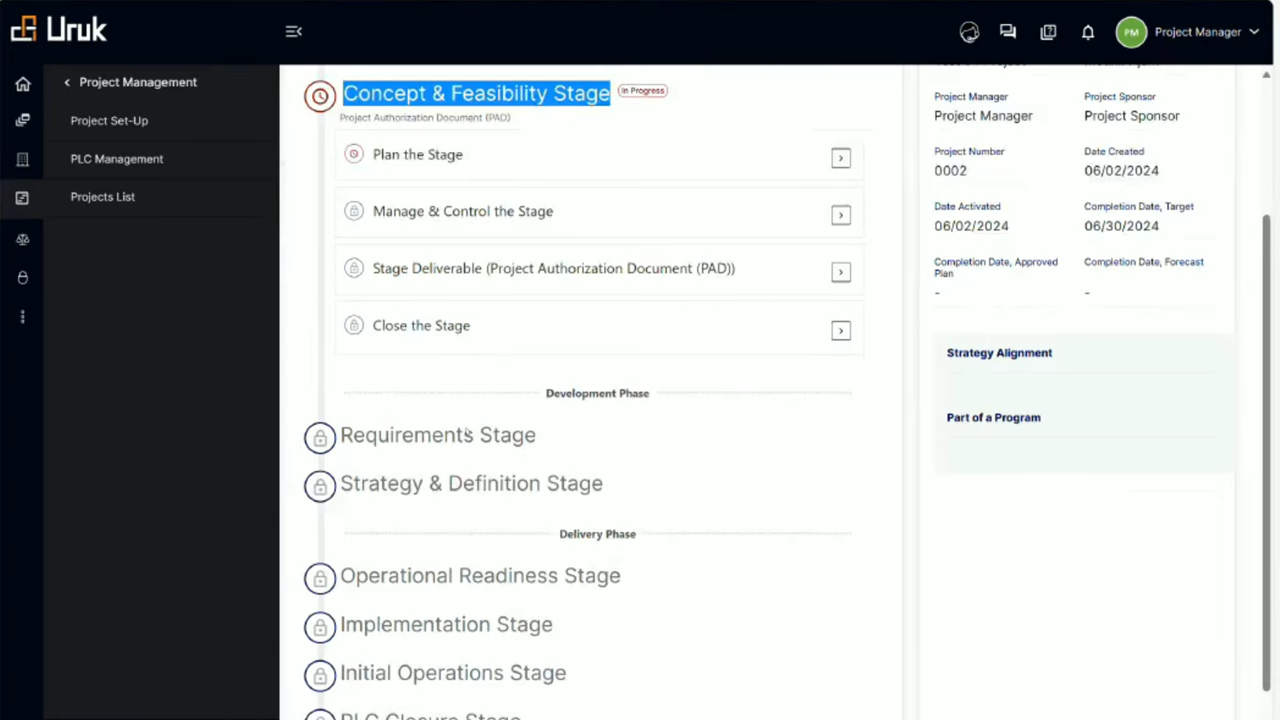 Uruk
PM
Project Manager
Project Management
Project Set-Up
PLC Management
Projects List
Concept & Feasibility Stage
In Progress
Project Authorization Document (PAD)
Plan the Stage
Manage & Control the Stage
Stage Deliverable (Project Authorization Document (PAD))
Close the Stage
Development Phase
Requirements Stage
Strategy & Definition Stage
Delivery Phase
Operational Readiness Stage
Implementation Stage
Initial Operations Stage
PLC Closure Stage
Project Manager
Project Sponsor
Project Manager
Project Sponsor
Project Number
Date Created
0002
06/02/2024
Date Activated
Completion Date, Target
06/02/2024
06/30/2024
Completion Date, Approved
Plan
Completion Date, Forecast
-
-
Strategy Alignment
Part of a Program